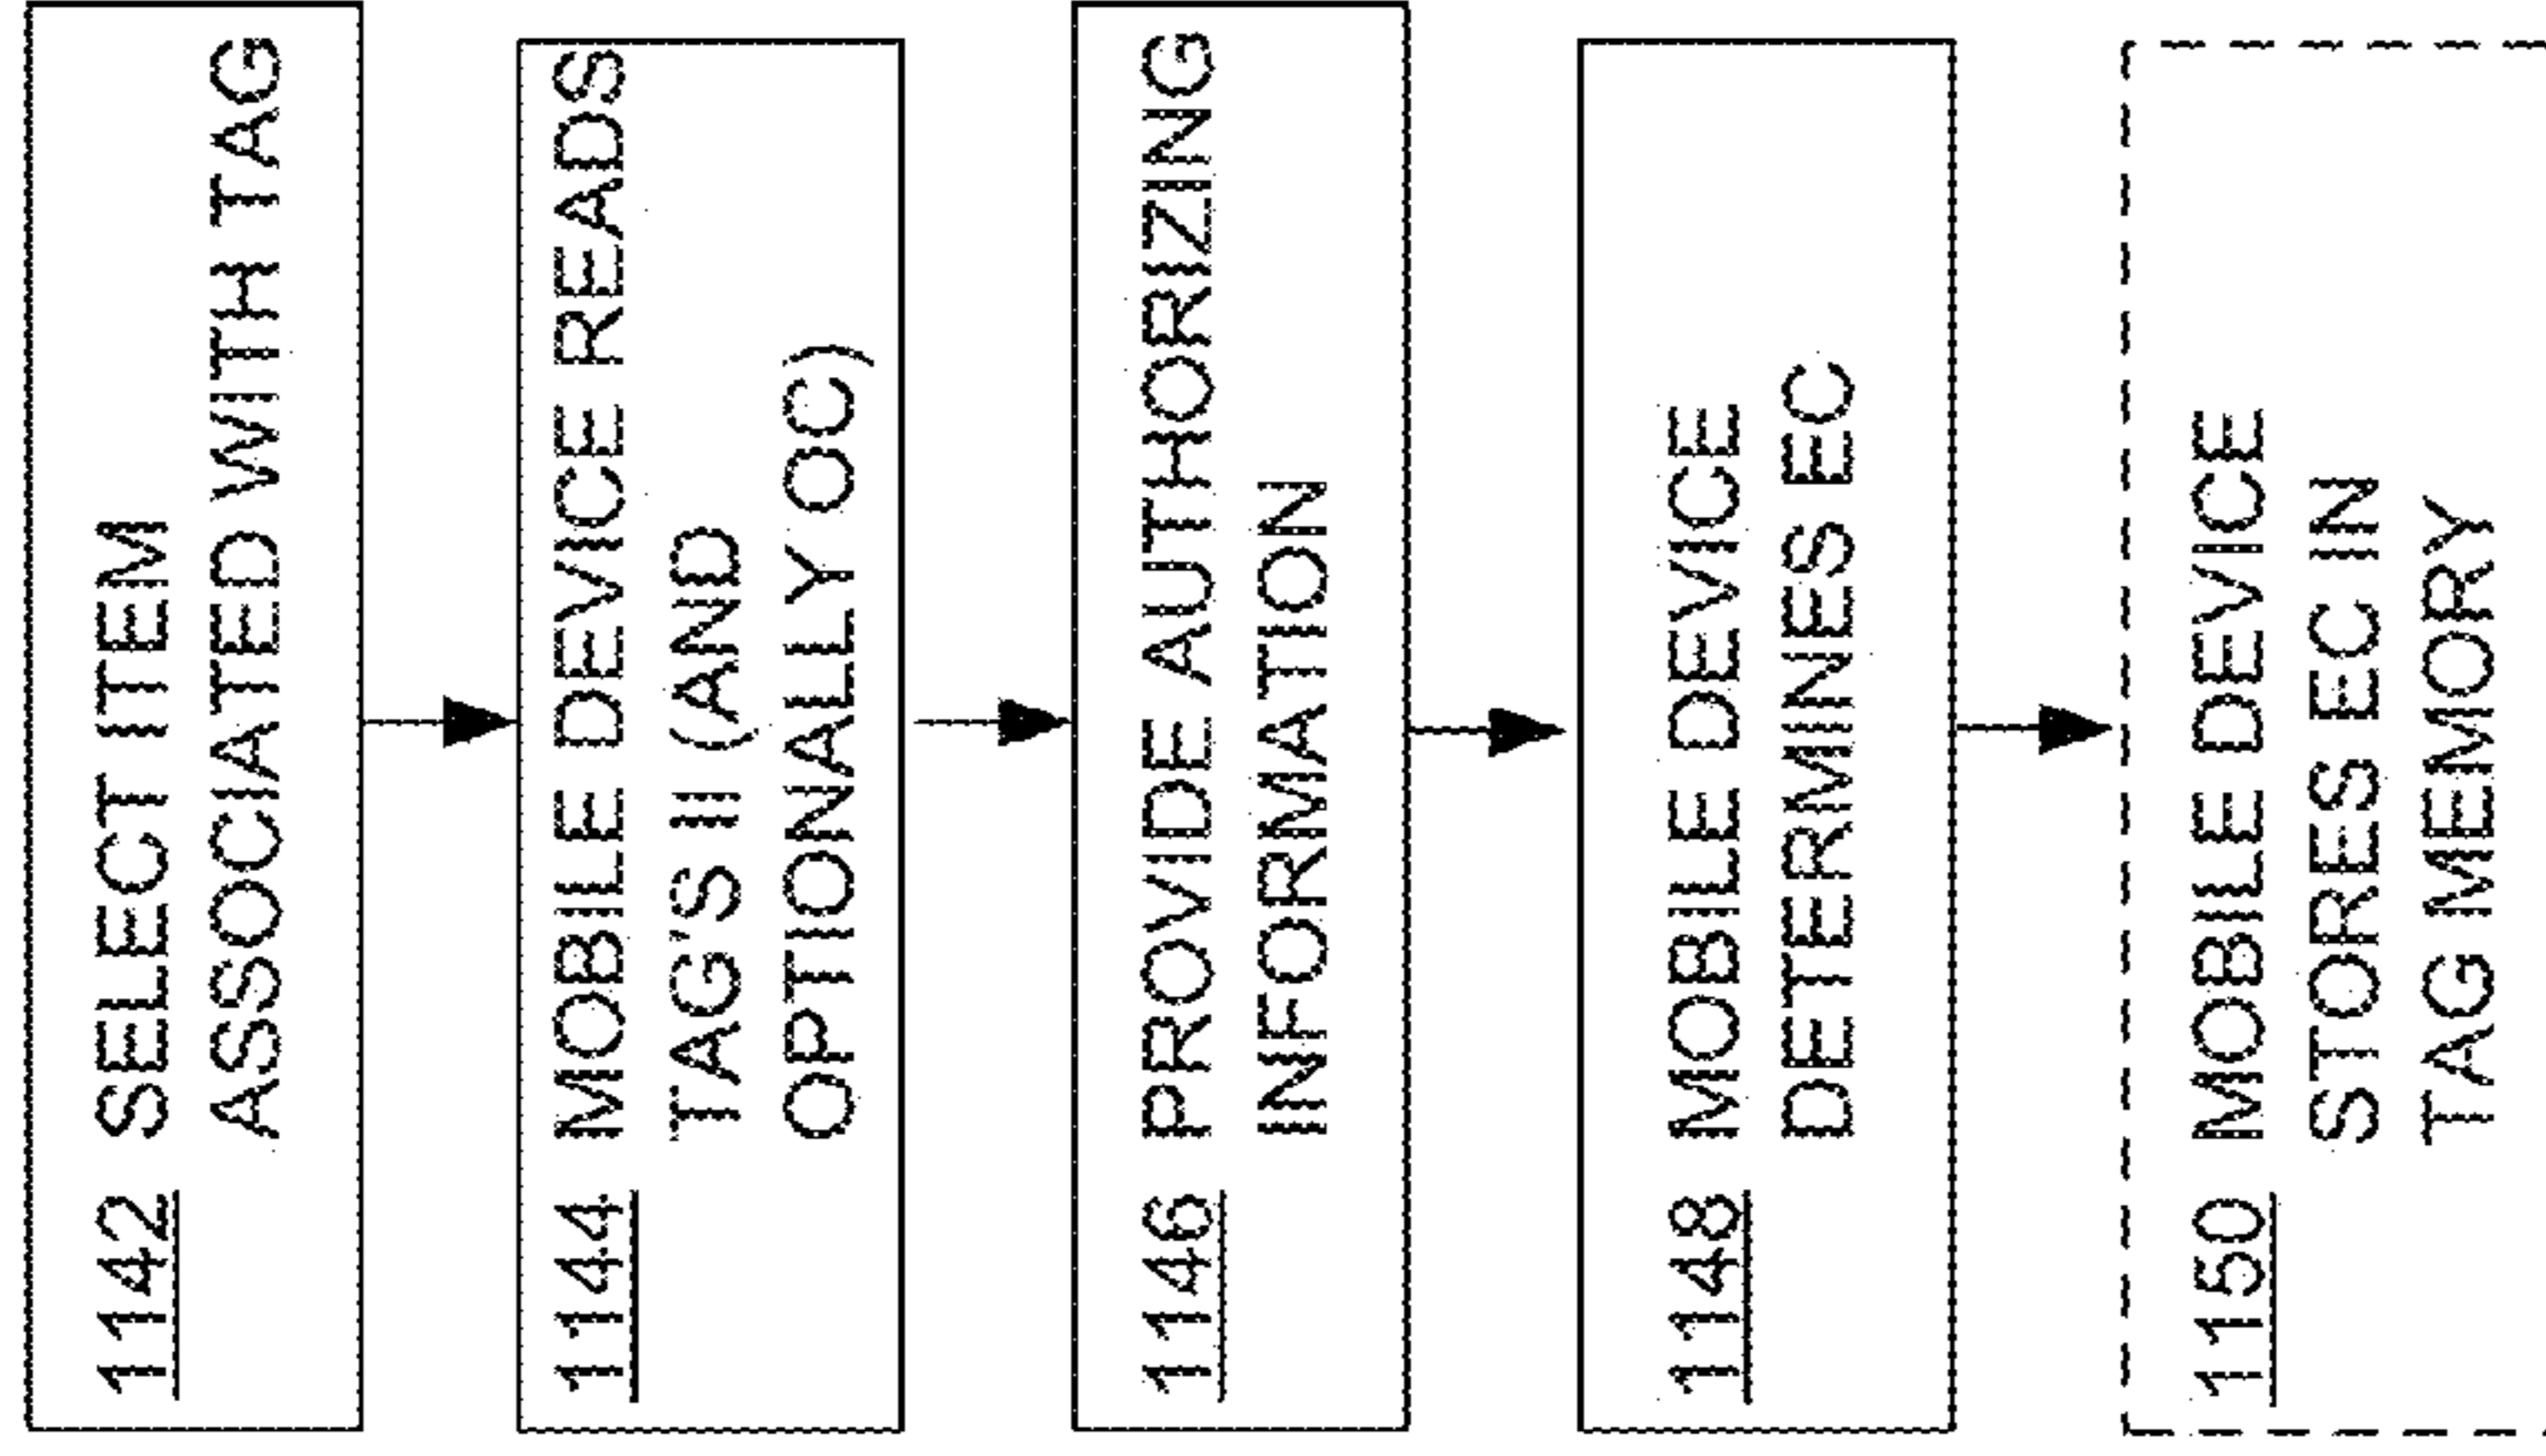 1142 SELECT ITEM
ASSOCIATED WITH TAG
1144 MOBILE DEVICE READS
TAG'S II (AND
OPTIONALLY OC)
1146 PROVIDE AUTHORIZING
INFORMATION
1148 MOBILE DEVICE
DETERMINES EC
1150 MOBILE DEVICE
STORES EC IN
TAG MEMORY